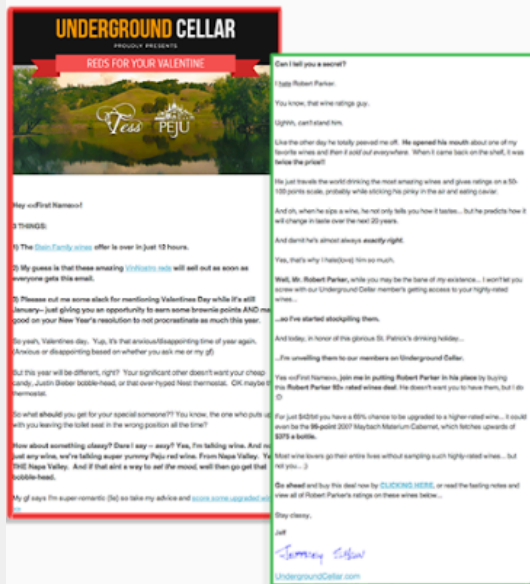 UNDERGROUND CELLAR
PROUDLY PRESENTS
REDS FOR YOUR VALENTINE
Tess
PEJU
Hey <<First Name>>!
3 THINGS:
1) The Stein Family wines offer is over in just 12 hours.
2) My guess is that these amazing VinRoc reds will sell out as soon as
everyone gets this email.
3) Please cut me some slack for mentioning Valentines Day while it's still
January-- just giving you an opportunity to earn some brownie points AND ma
good on your New Year's resolution to not procrastinate as much this year.
So yeah, Valentines day. Yup, it's that anxious/disappointing time of year again.
(Anxious or disappointing based on whether you ask me or my gf)
But this year will be different, right? Your significant other doesn't want your cheap
candy, Justin Bieber bobble-head, or that over-hyped Nest thermostat. OK, maybe t
thermostat.
So what should you get for your special someone?? You know, the one who puts u
with you leaving the toilet seat in the wrong position all the time?
How about something classy? Dare I say -- sexy? Yes, I'm talking wine. And no
just any wine, we're talking super yummy Peju red wine. From Napa Valley. Ye
THE Napa Valley. And if that aint a way to set the mood, well then go get that
bobble-head.
My gf says I'm super romantic (lie) so take my advice and score some upgraded wi
Can I tell you a secret?
I hate Robert Parker.
You know, that wine ratings guy.
Ughhh, can't stand him.
Like the other day he totally peeved me off. He opened his mouth about one of my
favorite wines and then it sold out everywhere. When it came back on the shelf, it was
twice the price!!
He just travels the world drinking the most amazing wines and gives ratings on a 50-
100 points scale, probably while sticking his pinky in the air and eating caviar.
And oh, when he sips a wine, he not only tells you how it tastes... but he predicts how it
will change in taste over the next 20 years.
And damnit he's almost always exactly right.
Yes, that's why I hate(love) him so much.
Well, Mr. Robert Parker, while you may be the bane of my existence... I won't let you
screw with our Underground Cellar member's getting access to your highly-rated
wines...
...so I've started stockpiling them.
And today, in honor of this glorious St. Patrick's drinking holiday...
...I'm unveiling them to our members on Underground Cellar.
Yes <<First Name>>, join me in putting Robert Parker in his place by buying
this Robert Parker 92+ rated wines deal. He doesn't want you to have them, but I do
For just $42/btl you have a 65% chance to be upgraded to a higher-rated wine... it could
even be the 95-point 2007 Maybach Materium Cabernet, which fetches upwards of
$375 a bottle.
Most wine lovers go their entire lives without sampling such highly-rated wines... but
not you... ;)
Go ahead and buy this deal now by CLICKING HERE, or read the tasting notes and
view all of Robert Parker's ratings on these wines below...
Stay classy,
Jeff
UndergroundCellar.com